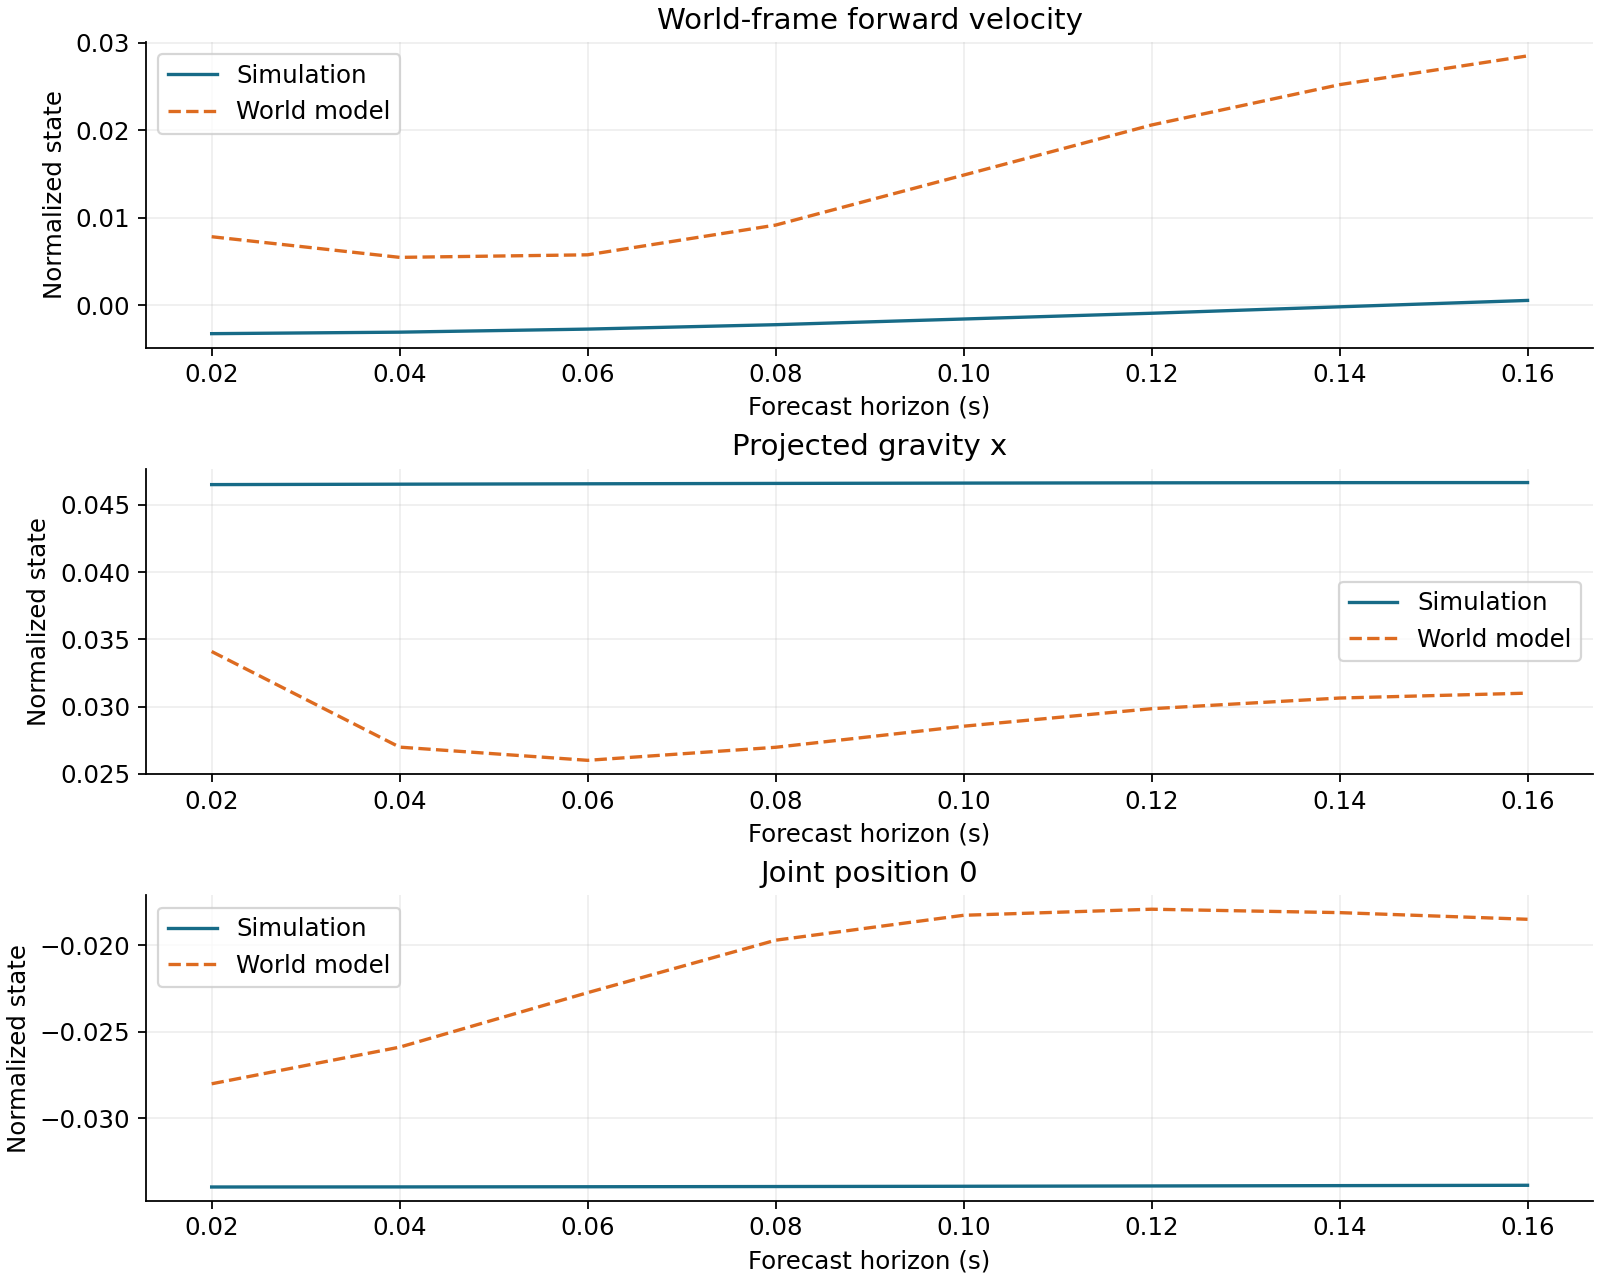 World-frame forward velocity
Normalized state
0.03
0.02
0.01
0.00
Simulation
World model
0.02 0.04 0.06 0.08 0.10 0.12 0.14 0.16
Forecast horizon (s)
Projected gravity x
Normalized state
0.045
0.040
0.035
0.030
0.025
Simulation
World model
0.02 0.04 0.06 0.08 0.10 0.12 0.14 0.16
Forecast horizon (s)
Joint position 0
Normalized state
−0.020
−0.025
−0.030
Simulation
World model
0.02 0.04 0.06 0.08 0.10 0.12 0.14 0.16
Forecast horizon (s)